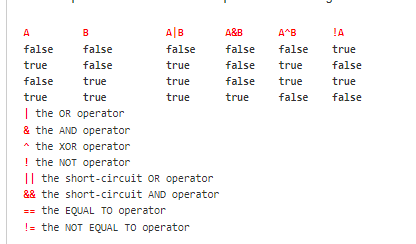 A B A|B A&B A^B !A
false false false false false true
true false true false true false
false true true false true true
true true true true false false
| the OR operator
& the AND operator
^ the XOR operator
! the NOT operator
|| the short-circuit OR operator
&& the short-circuit AND operator
== the EQUAL TO operator
!= the NOT EQUAL TO operator